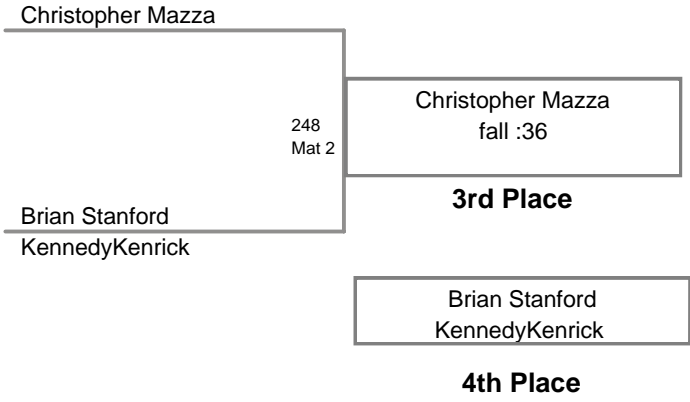 Christopher Mazza
Christopher Mazza
fall :36
248
Mat 2
3rd Place
Brian Stanford
KennedyKenrick
Brian Stanford
KennedyKenrick
4th Place